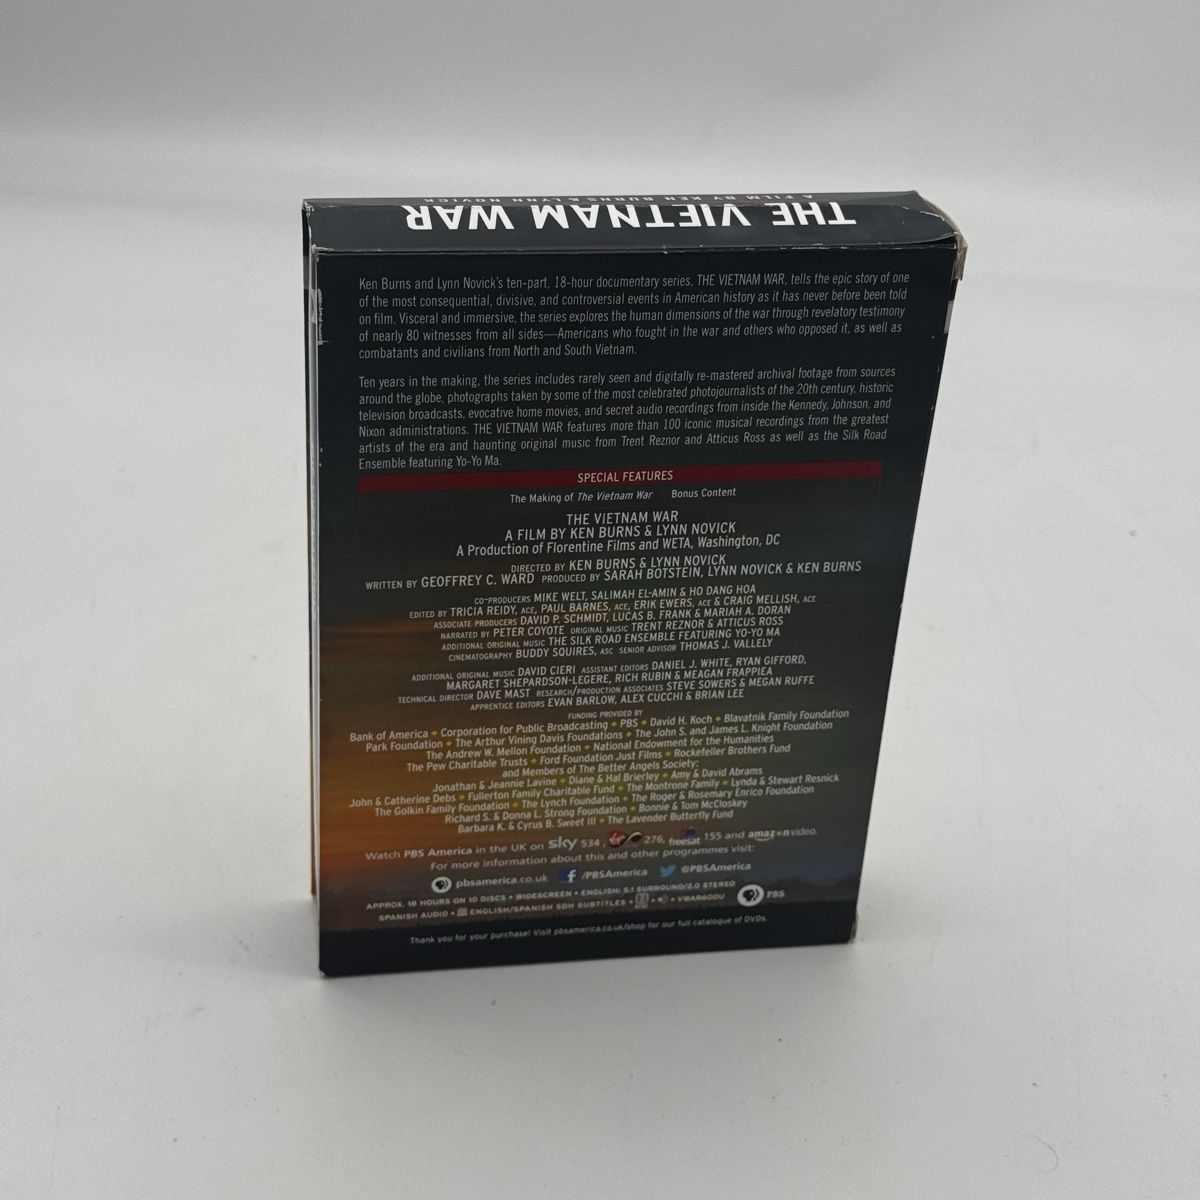 THE VIETNAM WAR
A FILM BY KEN BURNS & LYNN NOVICK
Ken Burns and Lynn Novick's ten-part, 18-hour documentary series, THE VIETNAM WAR, tells the epic story of one
of the most consequential, divisive, and controversial events in American history as it has never before been told
on film. Visceral and immersive, the series explores the human dimensions of the war through revelatory testimony
of nearly 80 witnesses from all sides—Americans who fought in the war and others who opposed it, as well as
combatants and civilians from North and South Vietnam.
Ten years in the making, the series includes rarely seen and digitally re-mastered archival footage from sources
around the globe, photographs taken by some of the most celebrated photojournalists of the 20th century, historic
television broadcasts, evocative home movies, and secret audio recordings from inside the Kennedy, Johnson, and
Nixon administrations. THE VIETNAM WAR features more than 100 iconic musical recordings from the greatest
artists of the era and haunting original music from Trent Reznor and Atticus Ross as well as the Silk Road
Ensemble featuring Yo-Yo Ma.
SPECIAL FEATURES
The Making of The Vietnam War Bonus Content
THE VIETNAM WAR
A FILM BY KEN BURNS & LYNN NOVICK
A Production of Florentine Films and WETA, Washington, DC
DIRECTED BY KEN BURNS & LYNN NOVICK
WRITTEN BY GEOFFREY C. WARD PRODUCED BY SARAH BOTSTEIN, LYNN NOVICK & KEN BURNS
CO-PRODUCERS MIKE WELT, SALIMAH EL-AMIN & HO DANG HOA
EDITED BY TRICIA REIDY, ACE, PAUL BARNES, ACE, ERIK EWERS, ACE & CRAIG MELLISH, ACE
ASSOCIATE PRODUCERS DAVID P. SCHMIDT, LUCAS B. FRANK & MARIAH A. DORAN
NARRATED BY PETER COYOTE ORIGINAL MUSIC TRENT REZNOR & ATTICUS ROSS
ADDITIONAL ORIGINAL MUSIC THE SILK ROAD ENSEMBLE FEATURING YO-YO MA
CINEMATOGRAPHY BUDDY SQUIRES, ASC SENIOR ADVISOR THOMAS J. VALLELY
ADDITIONAL ORIGINAL MUSIC DAVID CIERI ASSISTANT EDITORS DANIEL J. WHITE, RYAN GIFFORD,
MARGARET SHEPARDSON-LEGERE, RICH RUBIN & MEAGAN FRAPPIEA
TECHNICAL DIRECTOR DAVE MAST RESEARCH/PRODUCTION ASSOCIATES STEVE SOWERS & MEGAN RUFFE
APPRENTICE EDITORS EVAN BARLOW, ALEX CUCCHI & BRIAN LEE
FUNDING PROVIDED BY
Bank of America • Corporation for Public Broadcasting • PBS • David H. Koch • Blavatnik Family Foundation
Park Foundation • The Arthur Vining Davis Foundations • The John S. and James L. Knight Foundation
The Andrew W. Mellon Foundation • National Endowment for the Humanities
The Pew Charitable Trusts • Ford Foundation Just Films • Rockefeller Brothers Fund
and Members of The Better Angels Society:
Jonathan & Jeannie Lavine • Diane & Hal Brierley • Amy & David Abrams
John & Catherine Debs • Fullerton Family Charitable Fund • The Montrone Family • Lynda & Stewart Resnick
The Golkin Family Foundation • The Lynch Foundation • The Roger & Rosemary Enrico Foundation
Richard S. & Donna L. Strong Foundation • Bonnie & Tom McCloskey
Barbara K. & Cyrus B. Sweet III • The Lavender Butterfly Fund
Watch PBS America in the UK on sky 534, 276, freesat 155 and amazon video.
For more information about this and other programmes visit:
pbsamerica.co.uk /PBSAmerica @PBSAmerica
APPROX. 18 HOURS ON 10 DISCS • WIDESCREEN • ENGLISH: 5.1 SURROUND/2.0 STEREO
SPANISH AUDIO • ENGLISH/SPANISH SDH SUBTITLES • VWAR600U
PBS
Thank you for your purchase! Visit pbsamerica.co.uk/shop for our full catalogue of DVDs.